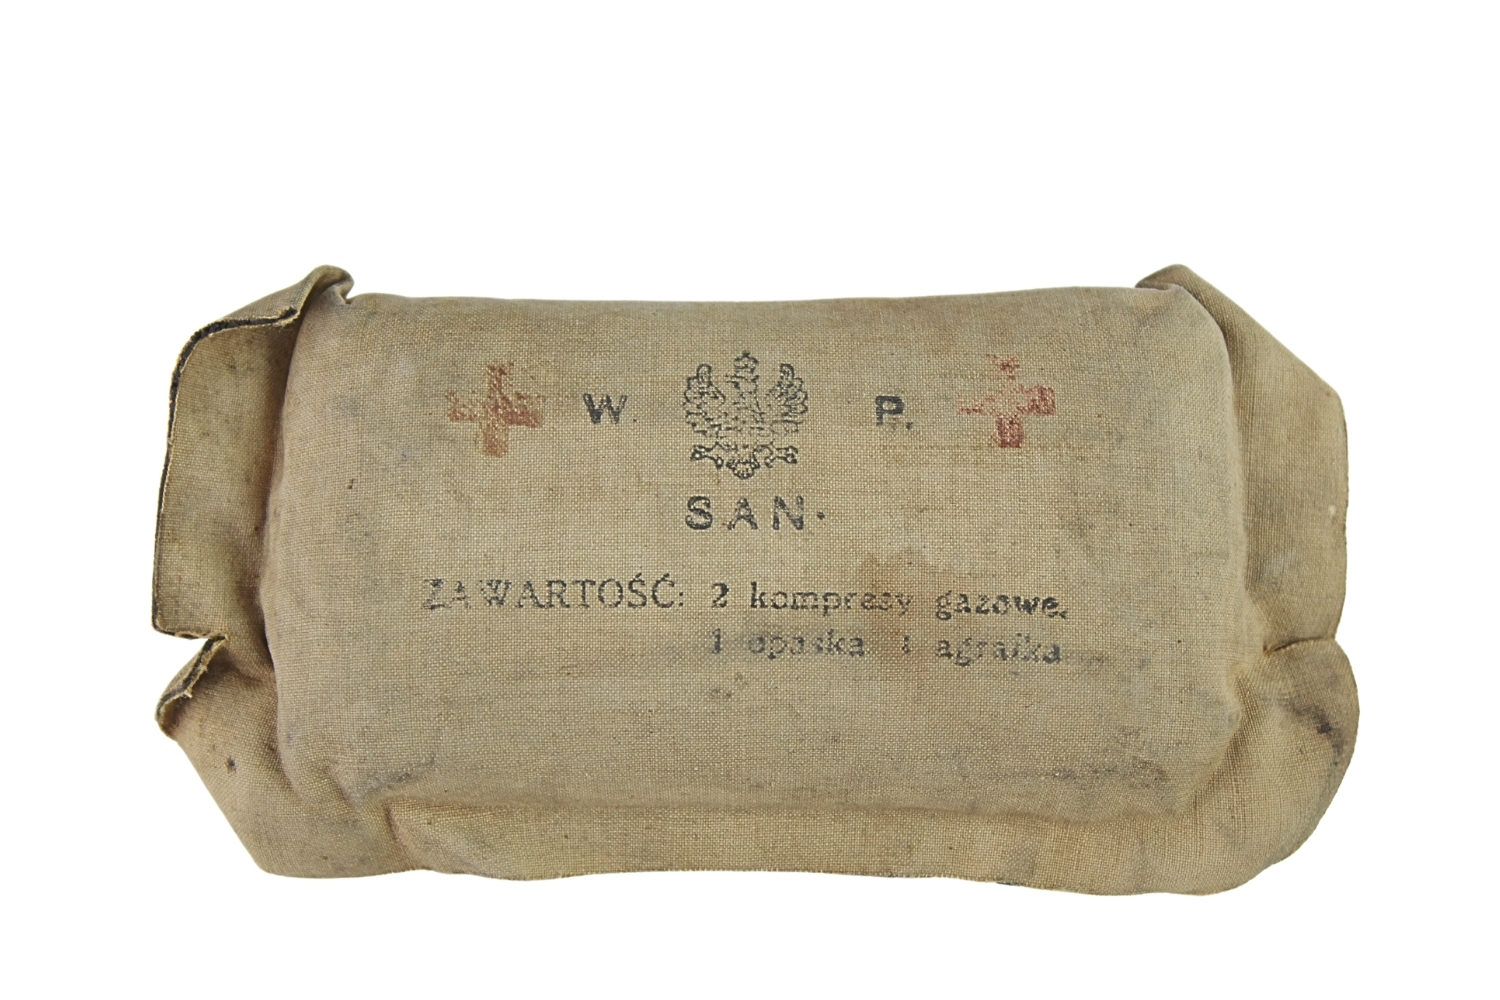 W. P.
SAN.
ZAWARTOŚĆ: 2 kompresy gazowe,
1 opaska 1 agrafka